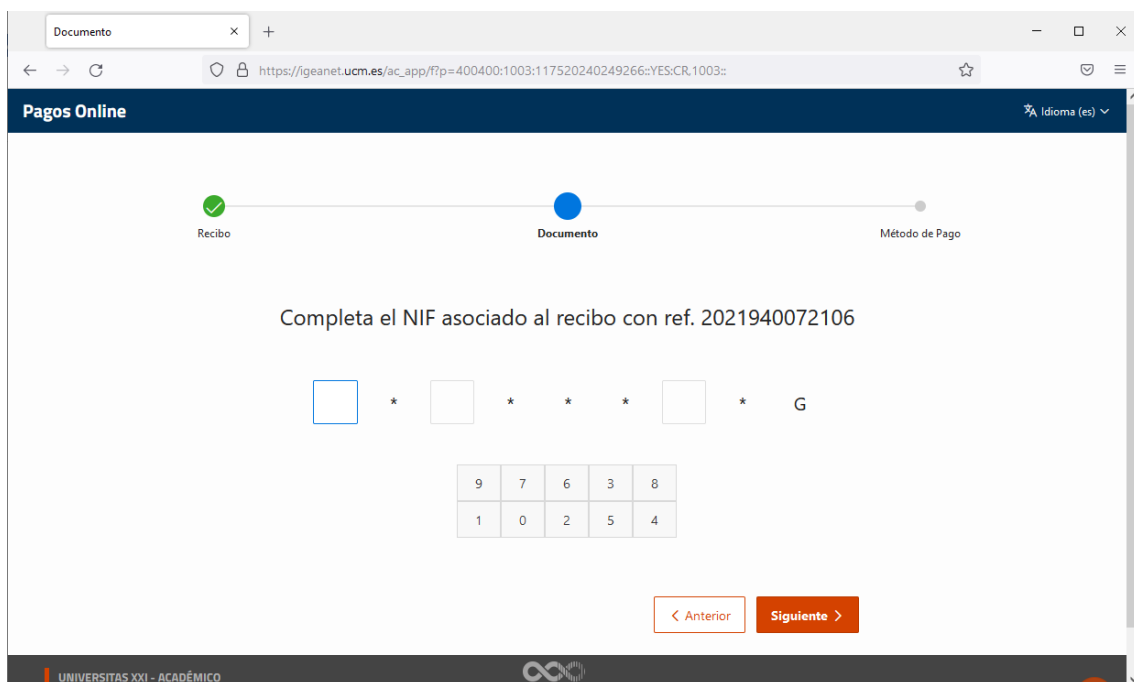 Documento
https://igeanet.ucm.es/ac_app/f?p=400400:1003:117520240249266::YES:CR,1003::
Pagos Online
Idioma (es)
Recibo
Documento
Método de Pago
Completa el NIF asociado al recibo con ref. 2021940072106
* * * * * G
9 7 6 3 8
1 0 2 5 4
< Anterior
Siguiente >
UNIVERSITAS XXI - ACADÉMICO